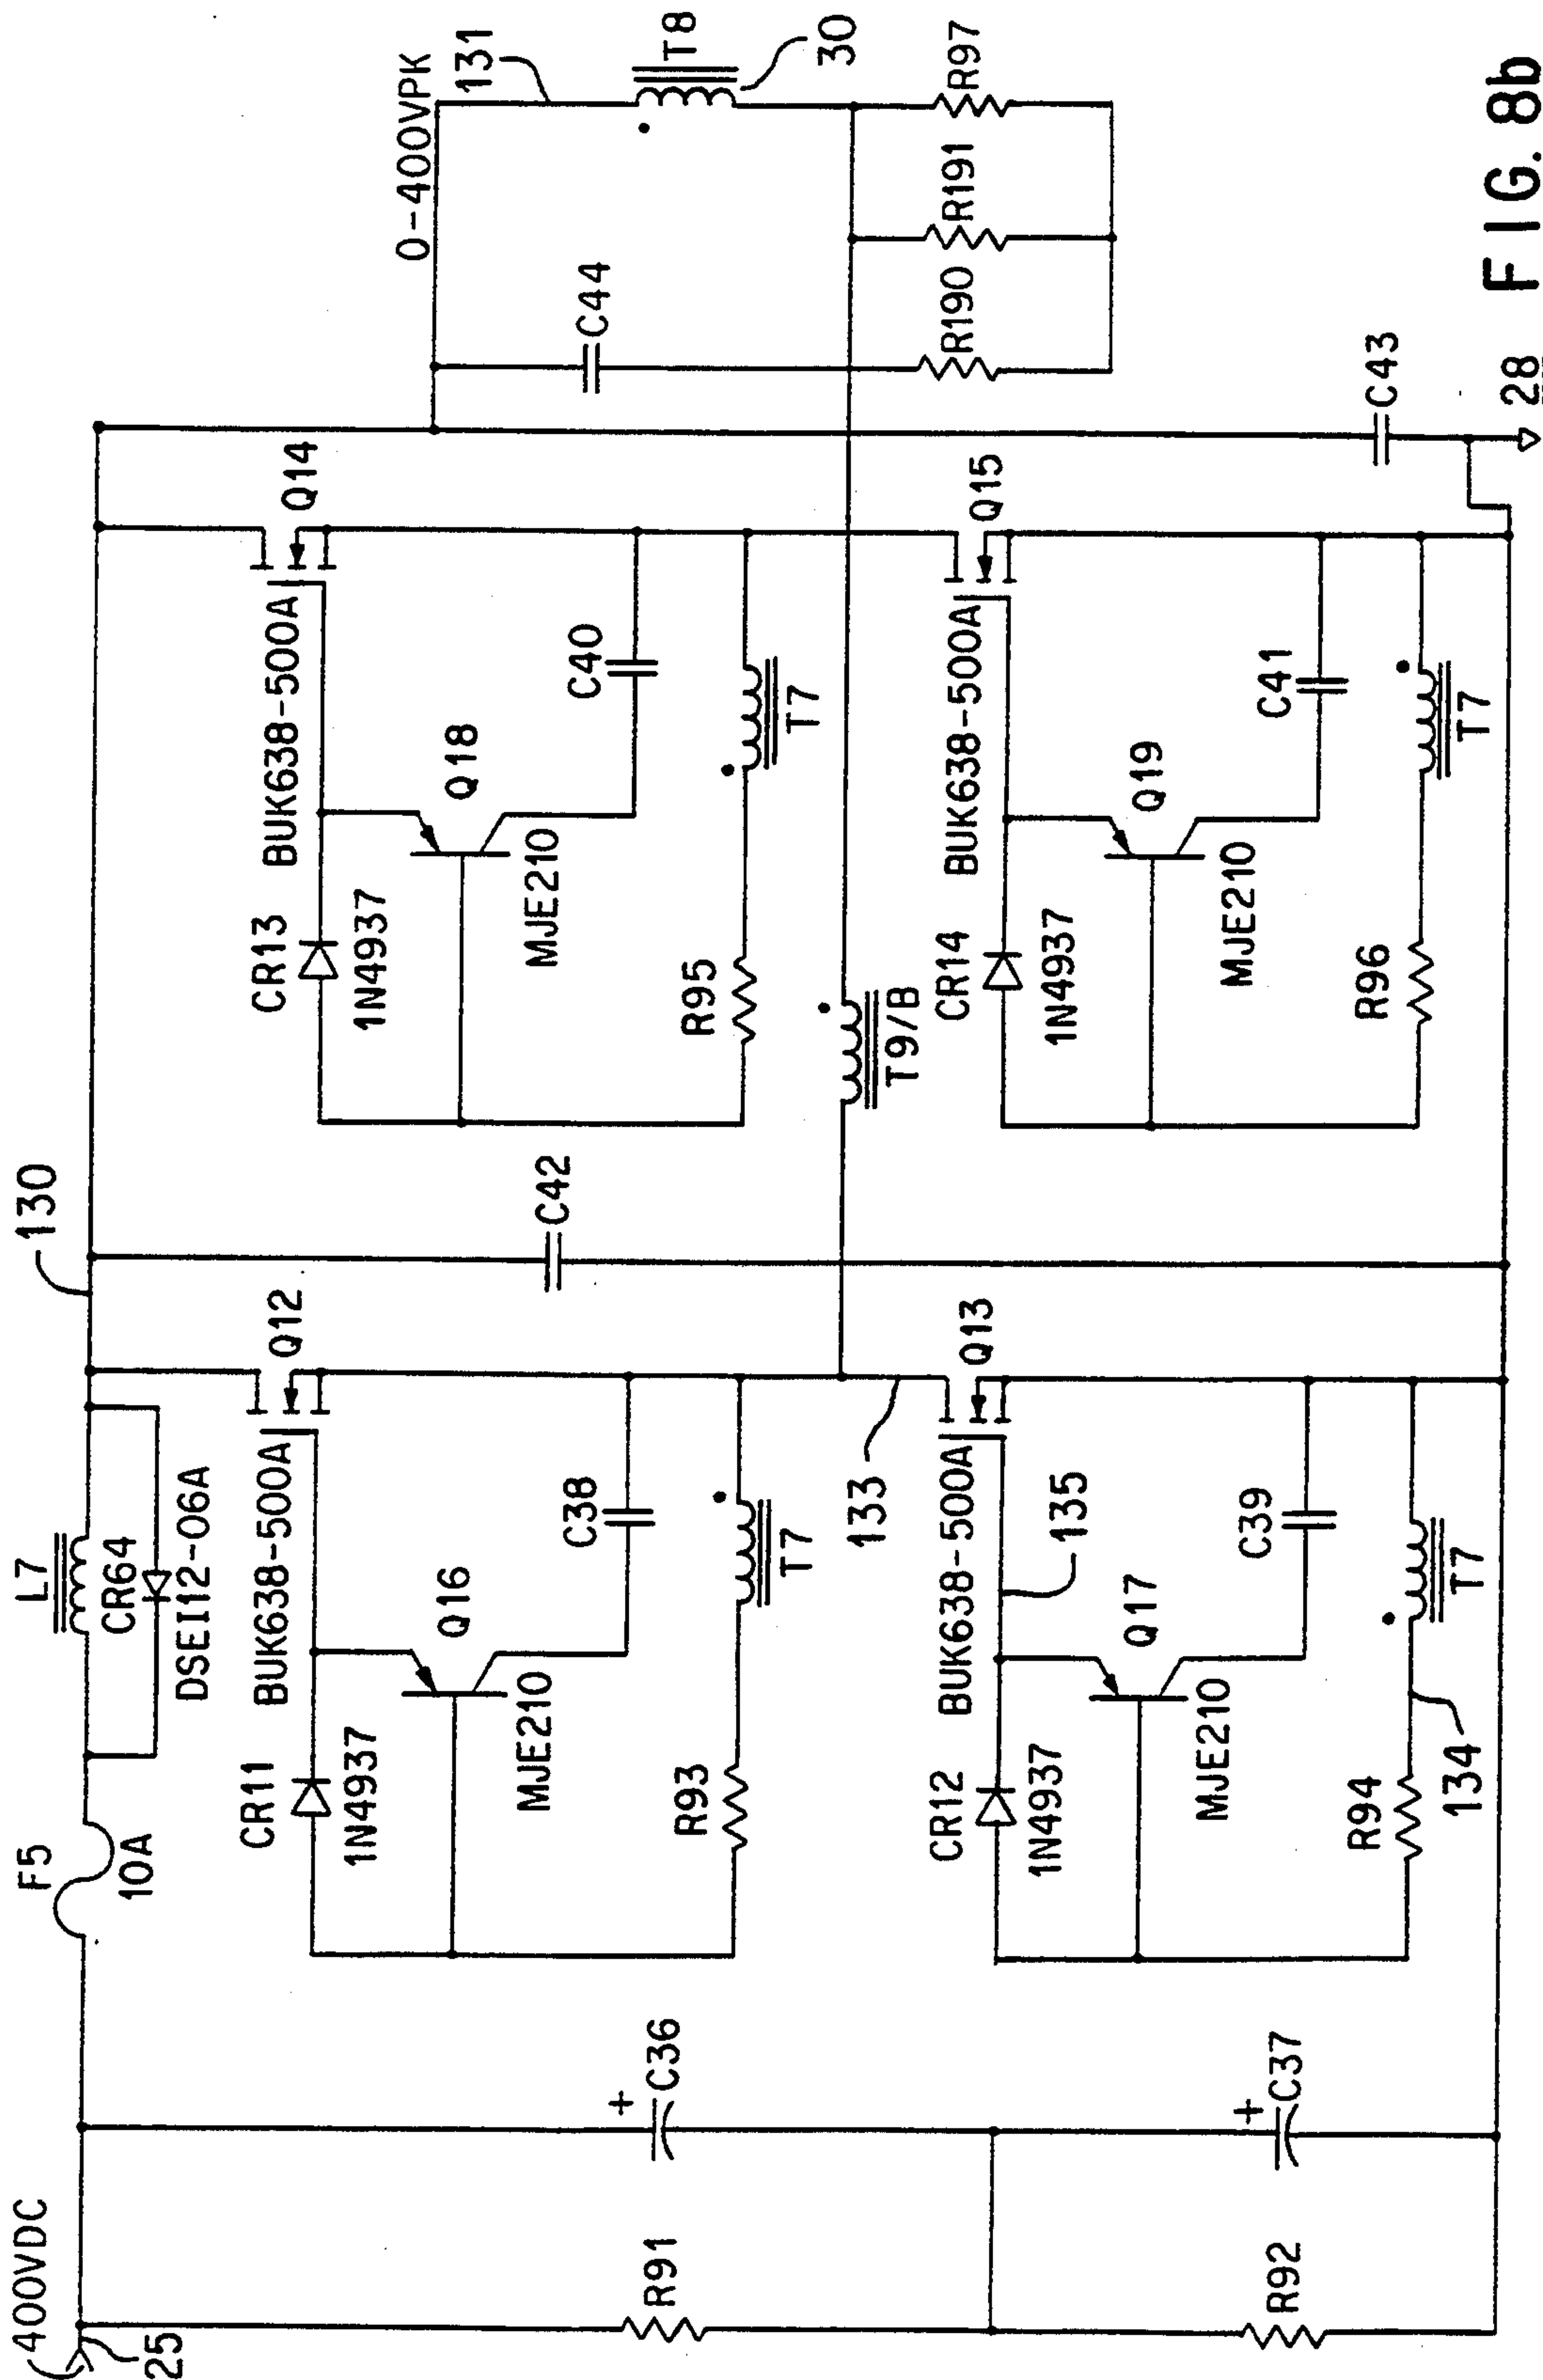 400VDC
25
F5
10A
L7
CR64
DSEI12-06A
130
R91
R92
+
C36
+
C37
Q12
BUK638-500A
CR11
1N4937
Q16
MJE210
C38
R93
T7
133
Q13
BUK638-500A
135
CR12
1N4937
Q17
MJE210
C39
R94
134
T7
C42
T9/B
Q14
BUK638-500A
CR13
1N4937
Q18
MJE210
C40
R95
T7
Q15
BUK638-500A
CR14
1N4937
Q19
MJE210
C41
R96
T7
0-400VPK
131
T8
30
C44
R190
R191
R97
C43
28
FIG. 8b